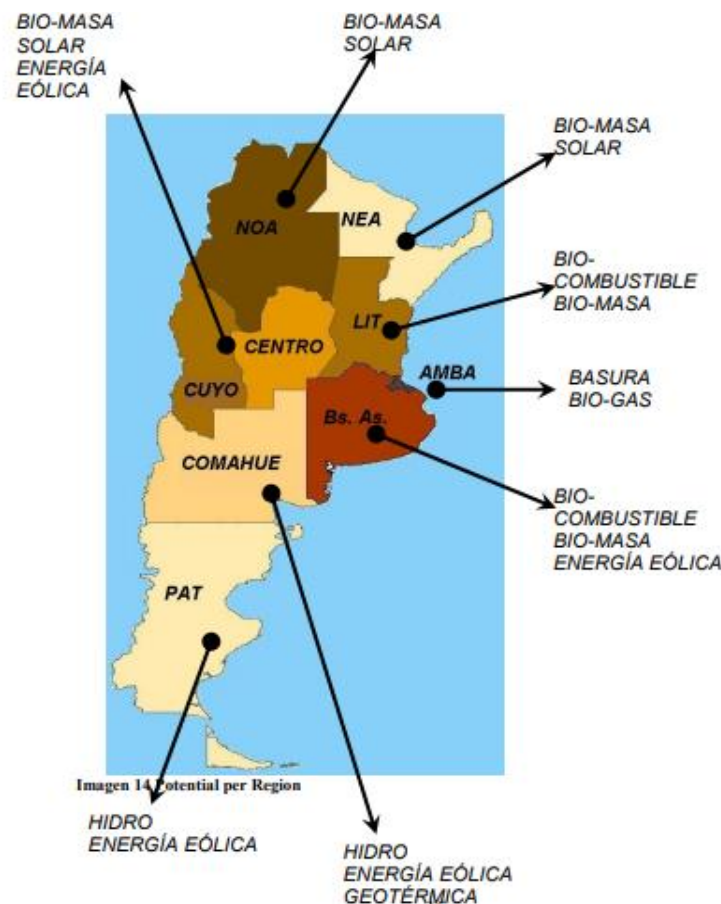 BIO-MASA
SOLAR
ENERGÍA
EÓLICA
BIO-MASA
SOLAR
BIO-MASA
SOLAR
NEA
NOA
BIO-
COMBUSTIBLE
BIO-MASA
LIT
CENTRO
AMBA
BASURA
BIO-GAS
CUYO
Bs. As.
COMAHUE
BIO-
COMBUSTIBLE
BIO-MASA
ENERGÍA EÓLICA
PAT
Imagen 14 Potential per Region
HIDRO
ENERGÍA EÓLICA
HIDRO
ENERGÍA EÓLICA
GEOTÉRMICA